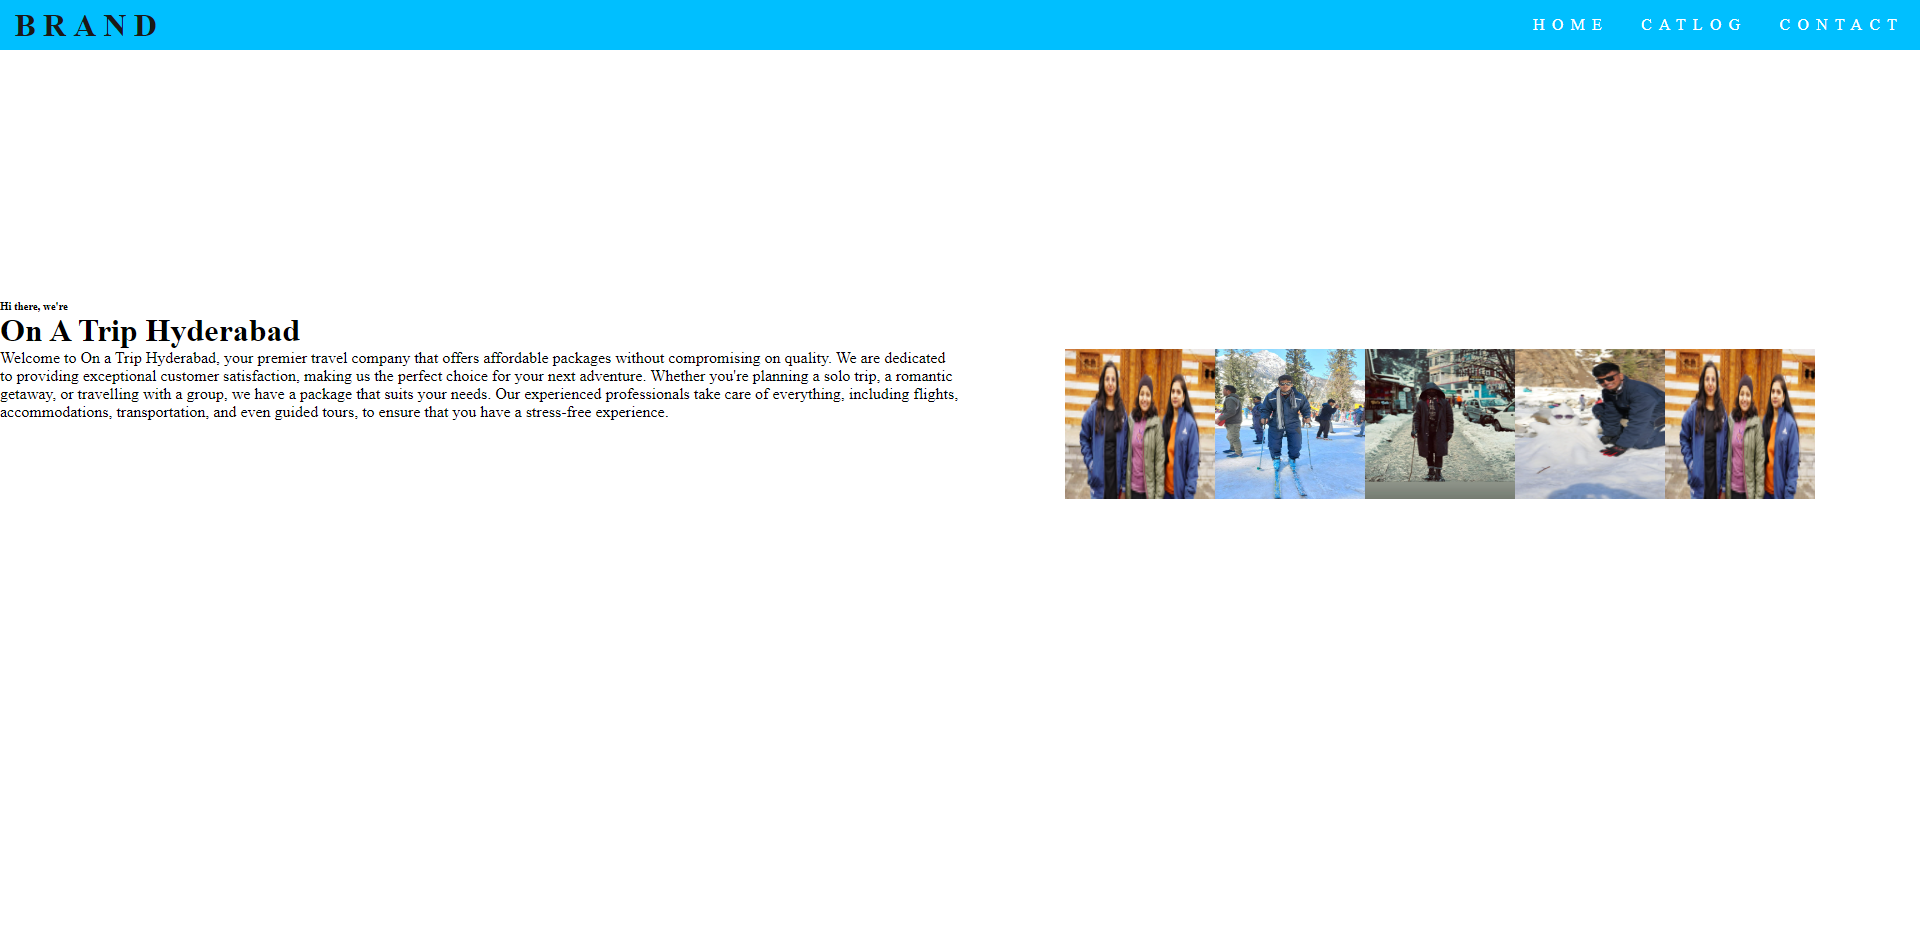 BRAND
HOME CATLOG CONTACT
Hi there, we're
On A Trip Hyderabad
Welcome to On a Trip Hyderabad, your premier travel company that offers affordable packages without compromising on quality. We are dedicated
to providing exceptional customer satisfaction, making us the perfect choice for your next adventure. Whether you're planning a solo trip, a romantic
getaway, or travelling with a group, we have a package that suits your needs. Our experienced professionals take care of everything, including flights,
accommodations, transportation, and even guided tours, to ensure that you have a stress-free experience.